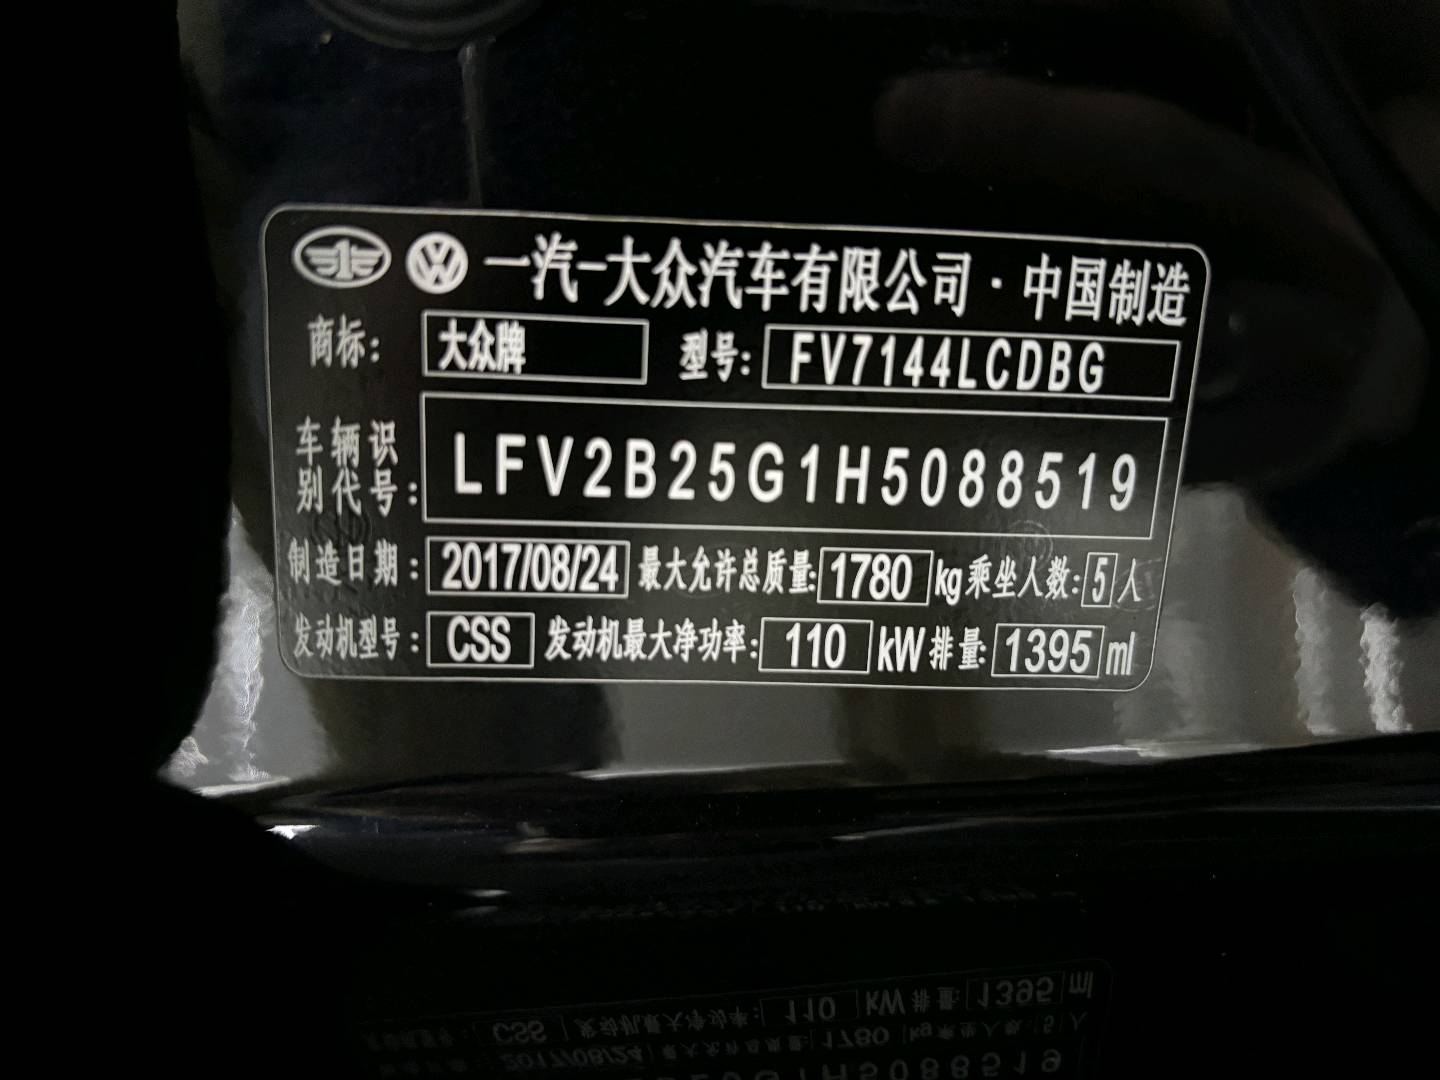 一汽-大众汽车有限公司·中国制造
商标: 大众牌 型号: FV7144LCDBG
车辆识别代号: LFV2B25G1H5088519
制造日期: 2017/08/24 最大允许总质量: 1780 kg 乘坐人数: 5 人
发动机型号: CSS 发动机最大净功率: 110 kW 排量: 1395 ml